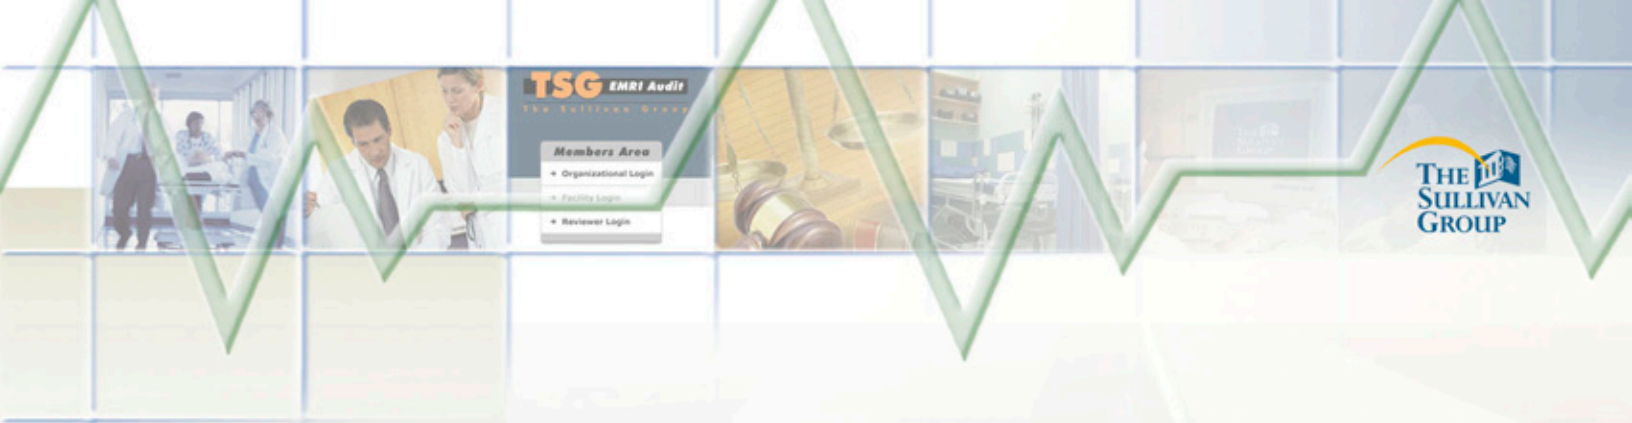 TSG EMRI Audit
The Sullivan Group
Members Area
Organizational Login
Facility Login
Reviewer Login
THE
SULLIVAN
GROUP